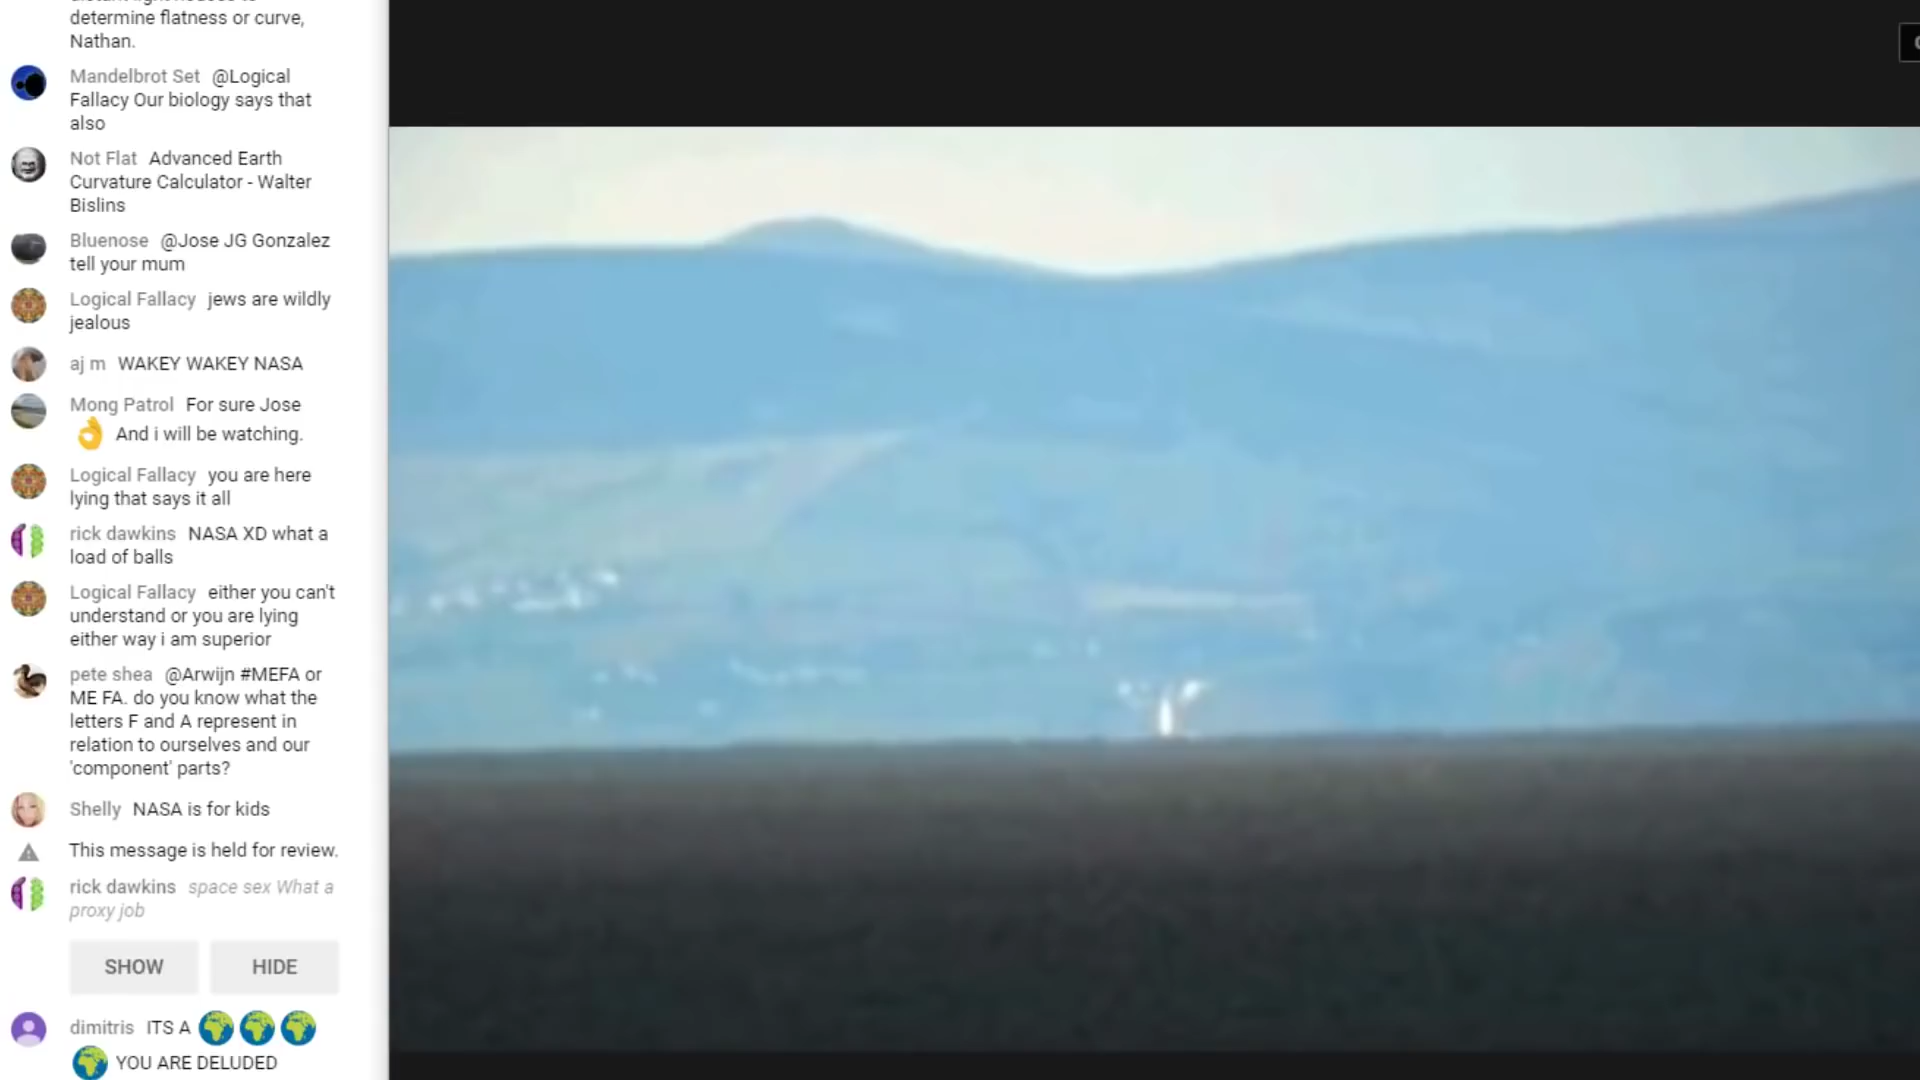 determine flatness or curve,
Nathan.
Mandelbrot Set @Logical
Fallacy Our biology says that
also
Not Flat Advanced Earth
Curvature Calculator - Walter
Bislins
Bluenose @Jose JG Gonzalez
tell your mum
Logical Fallacy jews are wildly
jealous
aj m WAKEY WAKEY NASA
Mong Patrol For sure Jose
👌 And i will be watching.
Logical Fallacy you are here
lying that says it all
rick dawkins NASA XD what a
load of balls
Logical Fallacy either you can't
understand or you are lying
either way i am superior
pete shea @Arwijn #MEFA or
ME FA. do you know what the
letters F and A represent in
relation to ourselves and our
'component' parts?
Shelly NASA is for kids
This message is held for review.
rick dawkins space sex What a
proxy job
SHOW HIDE
dimitris ITS A 🌍 🌍 🌍
🌍 YOU ARE DELUDED